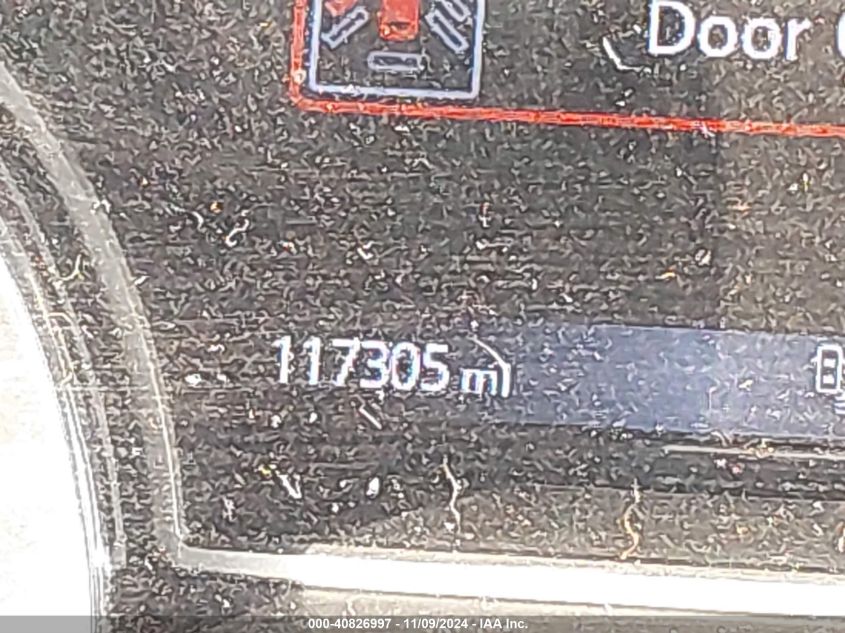 Door
117305 mi
000-40826997 - 11/09/2024 - IAA Inc.